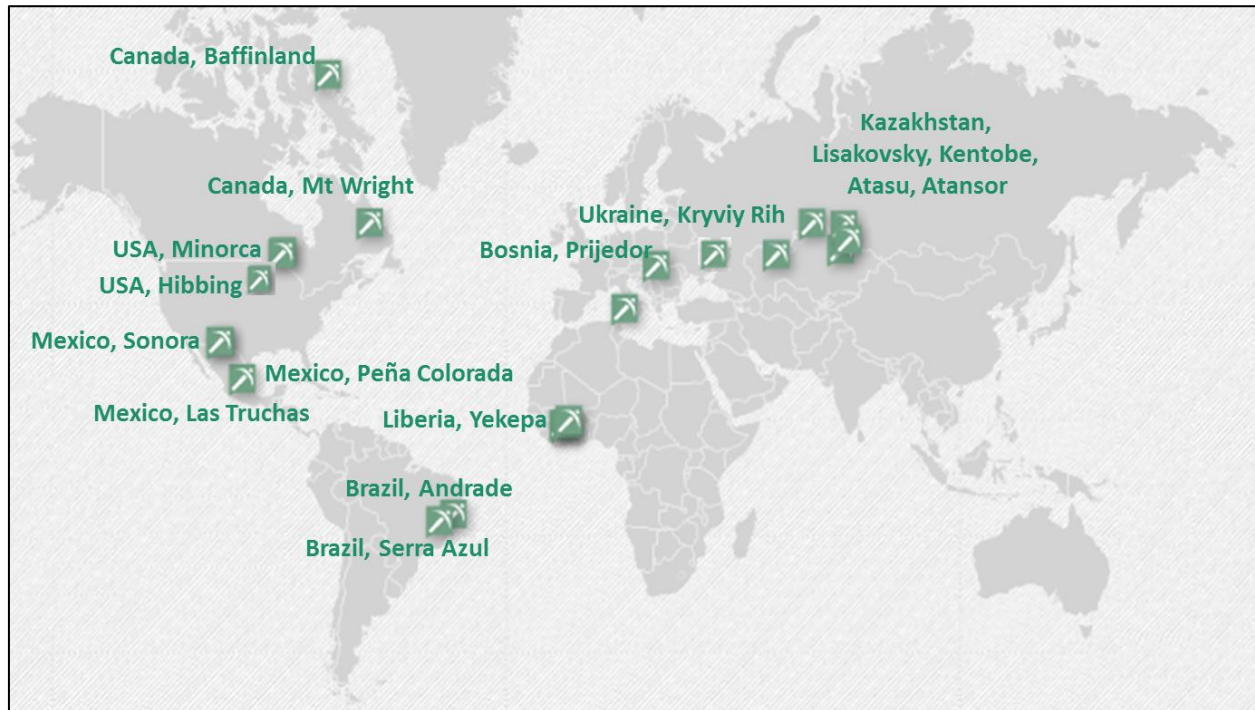 Canada, Baffinland
Kazakhstan,
Lisakovsky, Kentobe,
Atasu, Atansor
Canada, Mt Wright
Ukraine, Kryviy Rih
USA, Minorca
Bosnia, Prijedor
USA, Hibbing
Mexico, Sonora
Mexico, Peña Colorada
Mexico, Las Truchas
Liberia, Yekepa
Brazil, Andrade
Brazil, Serra Azul